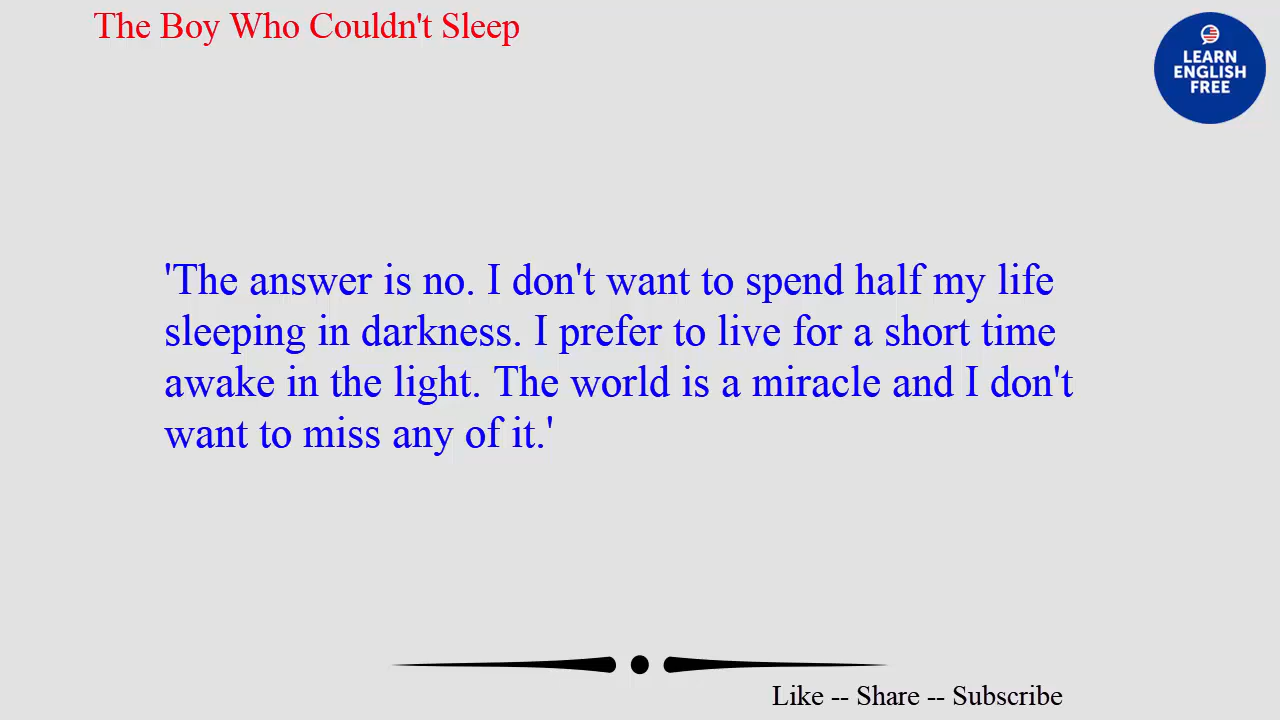 The Boy Who Couldn't Sleep
LEARN
ENGLISH
FREE
'The answer is no. I don't want to spend half my life
sleeping in darkness. I prefer to live for a short time
awake in the light. The world is a miracle and I don't
want to miss any of it.'
Like -- Share -- Subscribe